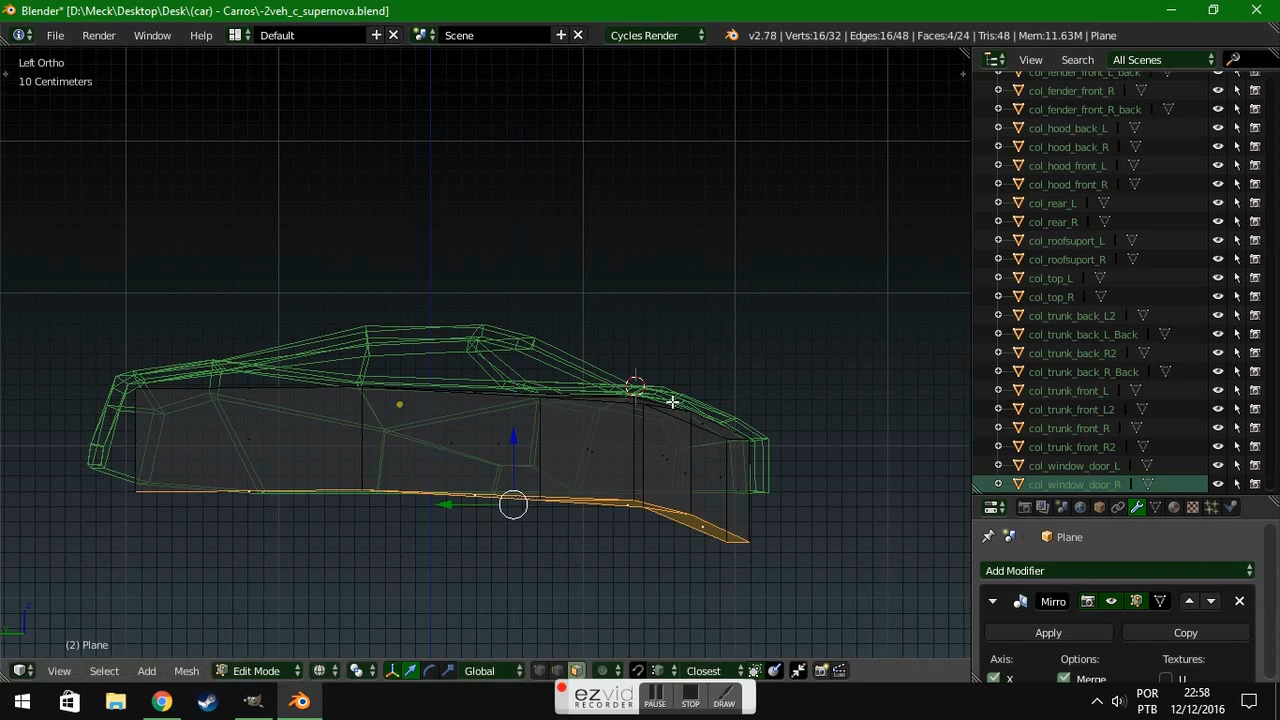 Blender* [D:\Meck\Desktop\Desk\(car) - Carros\-2veh_c_supernova.blend]
File Render Window Help Default Scene Cycles Render v2.78 | Verts:16/32 | Edges:16/48 | Faces:4/24 | Tris:48 | Mem:11.63M | Plane
Left Ortho
10 Centimeters
View Search All Scenes
col_fender_front_L_back
col_fender_front_R
col_fender_front_R_back
col_hood_back_L
col_hood_back_R
col_hood_front_L
col_hood_front_R
col_rear_L
col_rear_R
col_roofsuport_L
col_roofsuport_R
col_top_L
col_top_R
col_trunk_back_L2
col_trunk_back_L_Back
col_trunk_back_R2
col_trunk_back_R_Back
col_trunk_front_L
col_trunk_front_L2
col_trunk_front_R
col_trunk_front_R2
col_window_door_L
col_window_door_R
Plane
Add Modifier
Mirro
Apply Copy
Axis: Options: Textures:
X Merge U
(2) Plane
View Select Add Mesh Edit Mode Global Closest
ezvid
RECORDER
PAUSE STOP DRAW
POR 22:58
PTB 12/12/2016